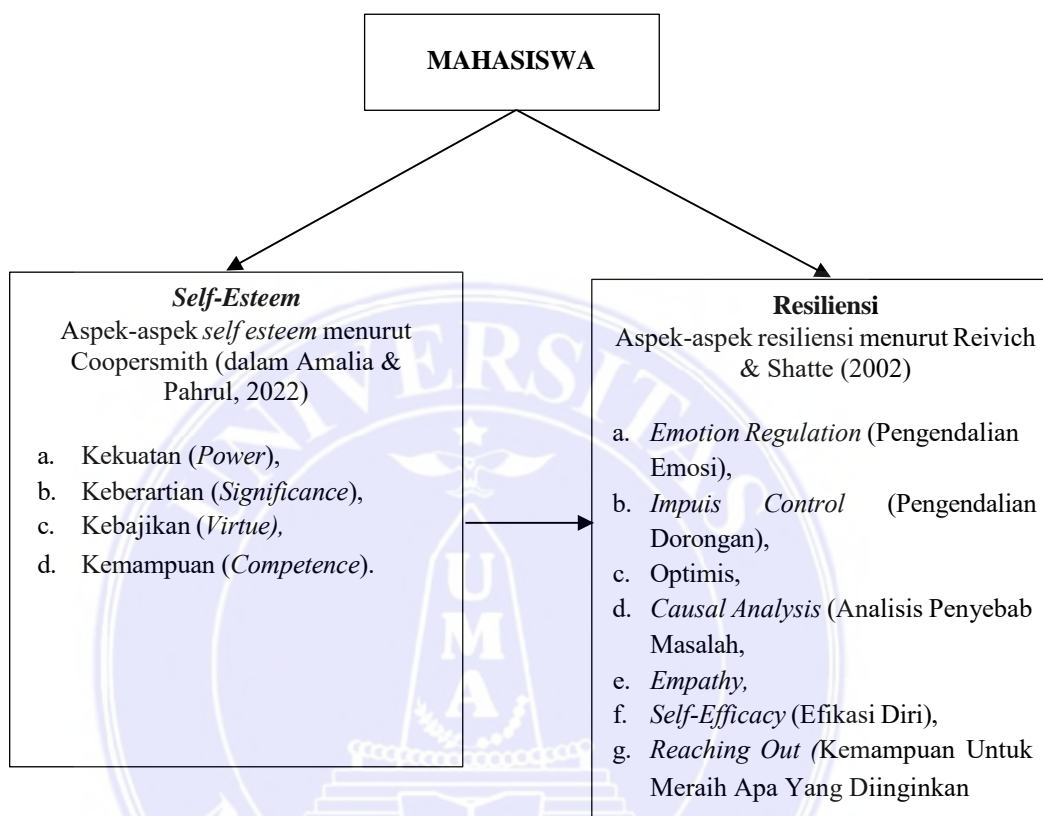 MAHASISWA
Self-Esteem
Aspek-aspek self esteem menurut
Coopersmith (dalam Amalia &
Pahrul, 2022)
a. Kekuatan (Power),
b. Keberartian (Significance),
c. Kebajikan (Virtue),
d. Kemampuan (Competence).
Resiliensi
Aspek-aspek resiliensi menurut Reivich
& Shatte (2002)
a. Emotion Regulation (Pengendalian
Emosi),
b. Impuis Control (Pengendalian
Dorongan),
c. Optimis,
d. Causal Analysis (Analisis Penyebab
Masalah,
e. Empathy,
f. Self-Efficacy (Efikasi Diri),
g. Reaching Out (Kemampuan Untuk
Meraih Apa Yang Diinginkan
UNIVERSITAS
UMA